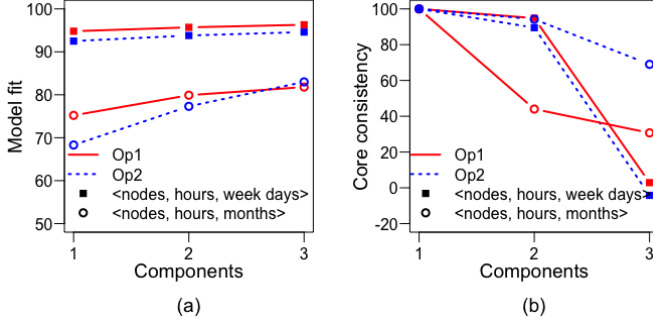 100
90
80
70
60
50
Model fit
Op1
Op2
<nodes, hours, week days>
<nodes, hours, months>
1 2 3
Components
(a)
100
80
60
40
20
0
-20
Core consistency
Op1
Op2
<nodes, hours, week days>
<nodes, hours, months>
1 2 3
Components
(b)